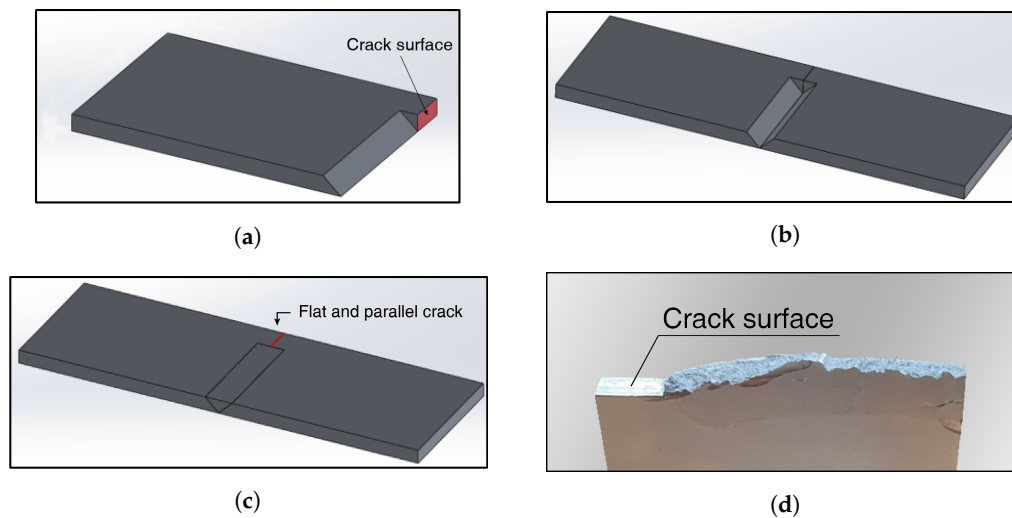 Crack surface
(a)
(b)
Flat and parallel crack
(c)
Crack surface
(d)